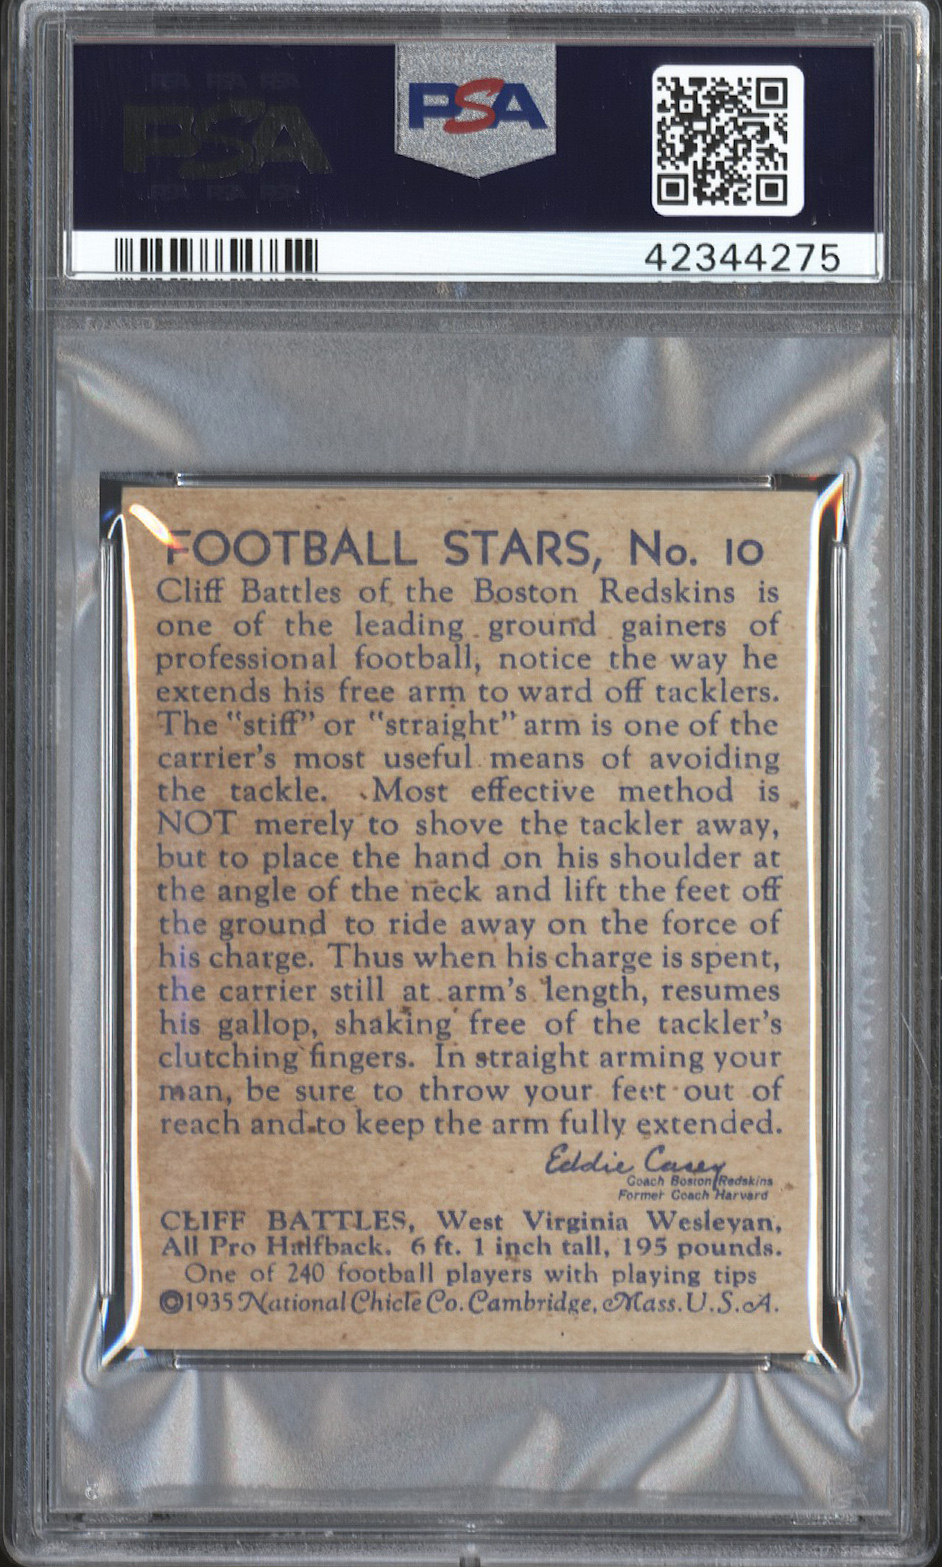 PSA PSA PSA
PSA
PSA PSA PSA
PSA
42344275
FOOTBALL STARS, No. 10
Cliff Battles of the Boston Redskins is
one of the leading ground gainers of
professional football, notice the way he
extends his free arm to ward off tacklers.
The "stiff" or "straight" arm is one of the
carrier's most useful means of avoiding
the tackle. Most effective method is
NOT merely to shove the tackler away,
but to place the hand on his shoulder at
the angle of the neck and lift the feet off
the ground to ride away on the force of
his charge. Thus when his charge is spent,
the carrier still at arm's length, resumes
his gallop, shaking free of the tackler's
clutching fingers. In straight arming your
man, be sure to throw your feet out of
reach and to keep the arm fully extended.
Eddie Casey
Coach Boston Redskins
Former Coach Harvard
CLIFF BATTLES, West Virginia Wesleyan,
All Pro Halfback. 6 ft. 1 inch tall, 195 pounds.
One of 240 football players with playing tips
©1935 National Chicle Co. Cambridge, Mass. U.S.A.